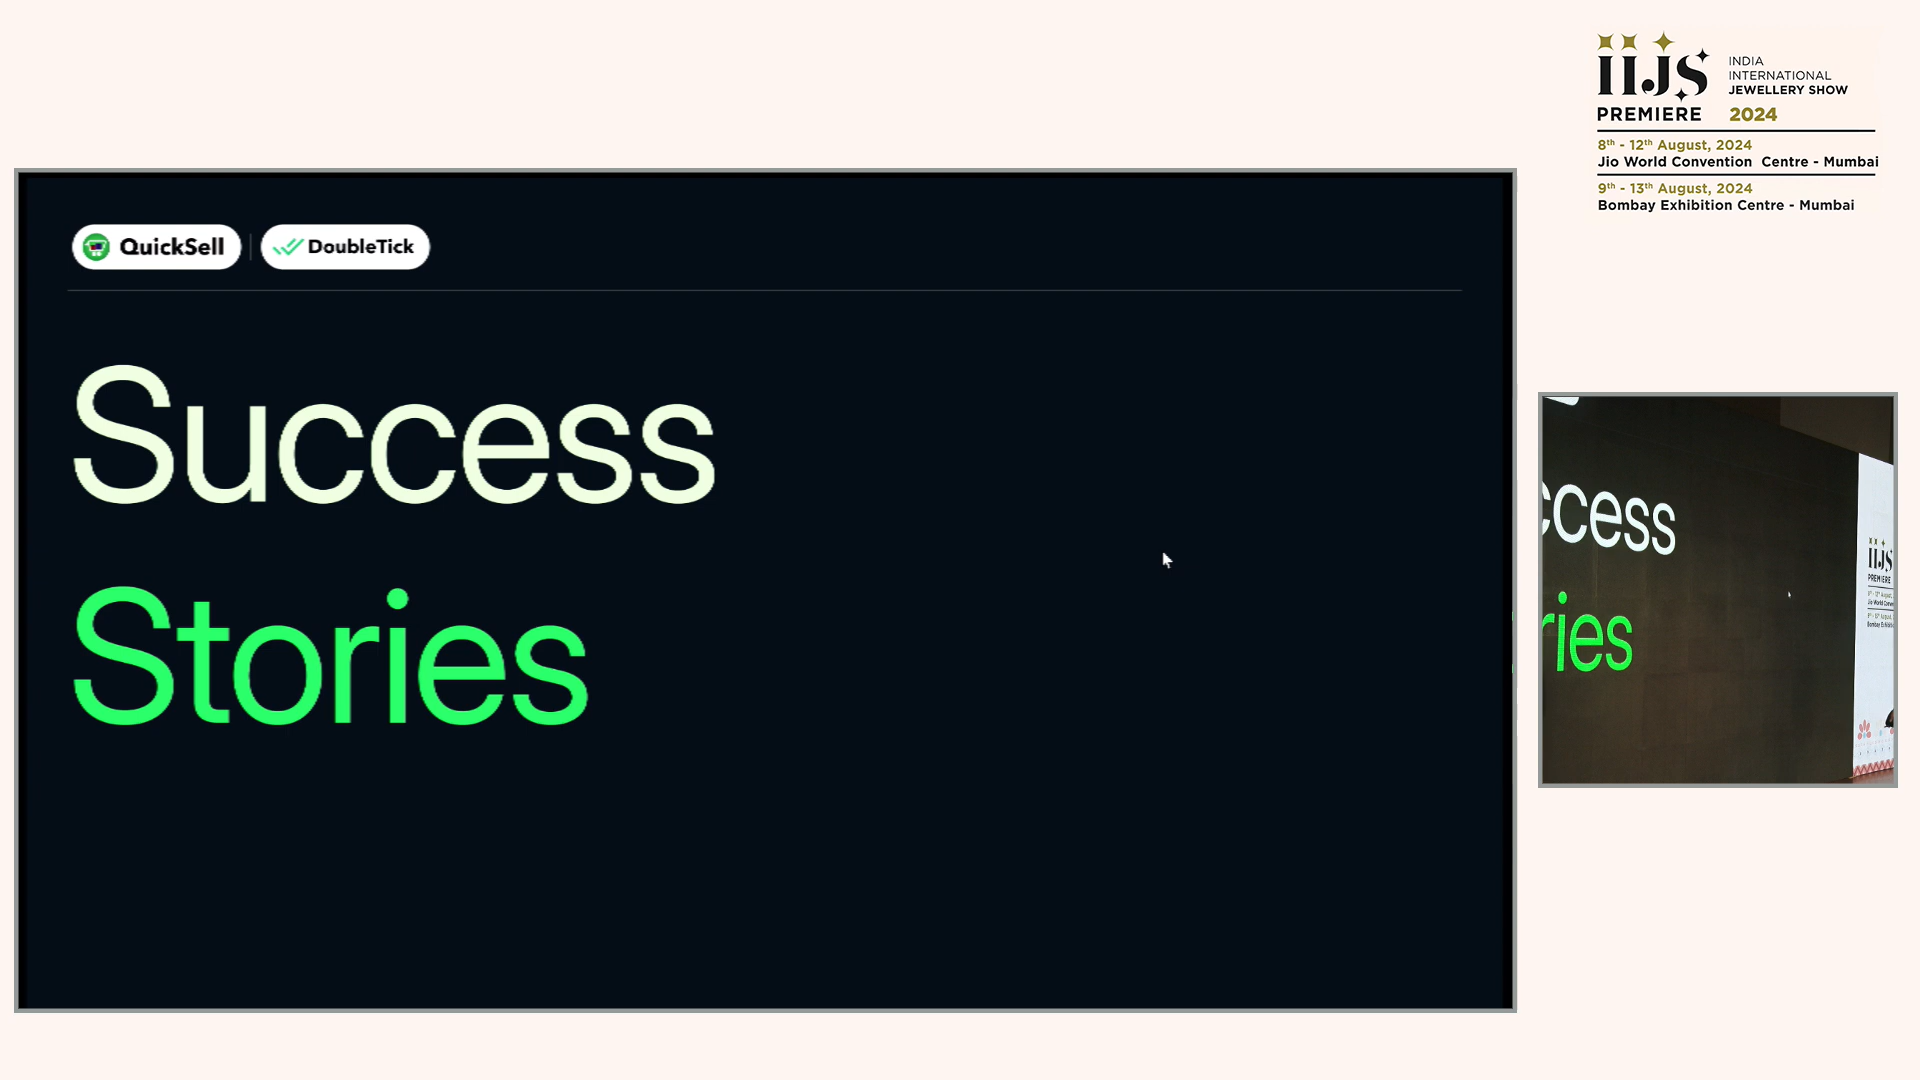 IIJS
INDIA
INTERNATIONAL
JEWELLERY SHOW
PREMIERE 2024
8th - 12th August, 2024
Jio World Convention Centre - Mumbai
9th - 13th August, 2024
Bombay Exhibition Centre - Mumbai
QuickSell | DoubleTick
Success
Stories
ccess
ries
IIJS
PREMIERE